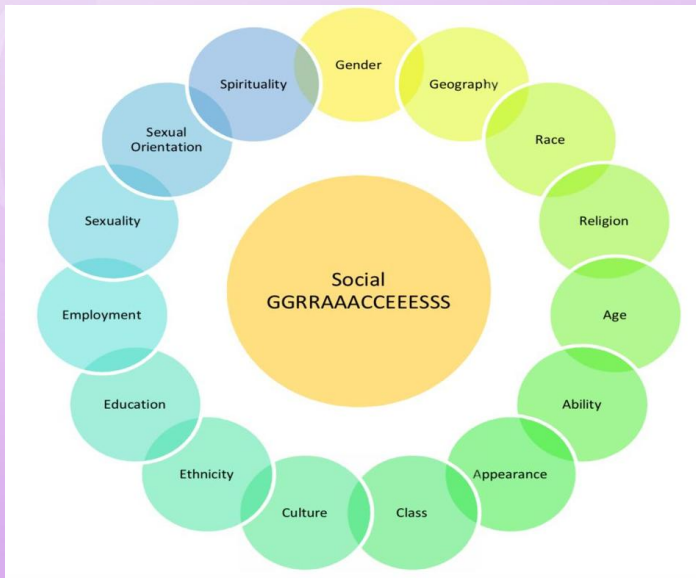 Social
GGRRAAACCEEESSS
Gender
Geography
Race
Religion
Age
Ability
Appearance
Class
Culture
Ethnicity
Education
Employment
Sexuality
Sexual
Orientation
Spirituality